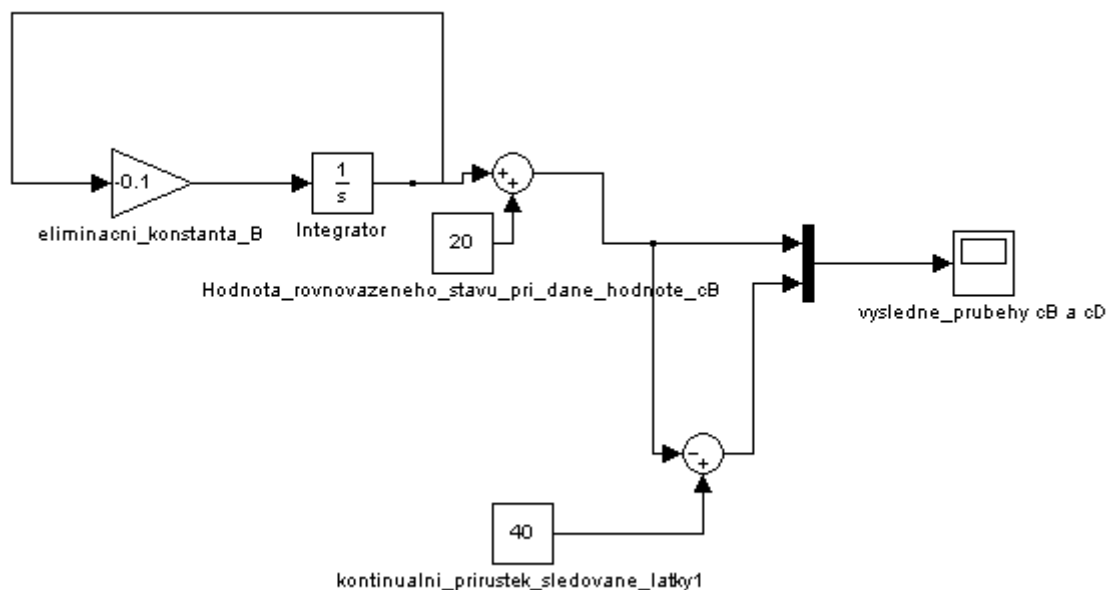 -0.1
eliminacni_konstanta_B
1
s
Integrator
+
+
20
Hodnota_rovnovazeneho_stavu_pri_dane_hodnote_cB
vysledne_prubehy cB a cD
-
+
40
kontinualni_prirustek_sledovane_latky1